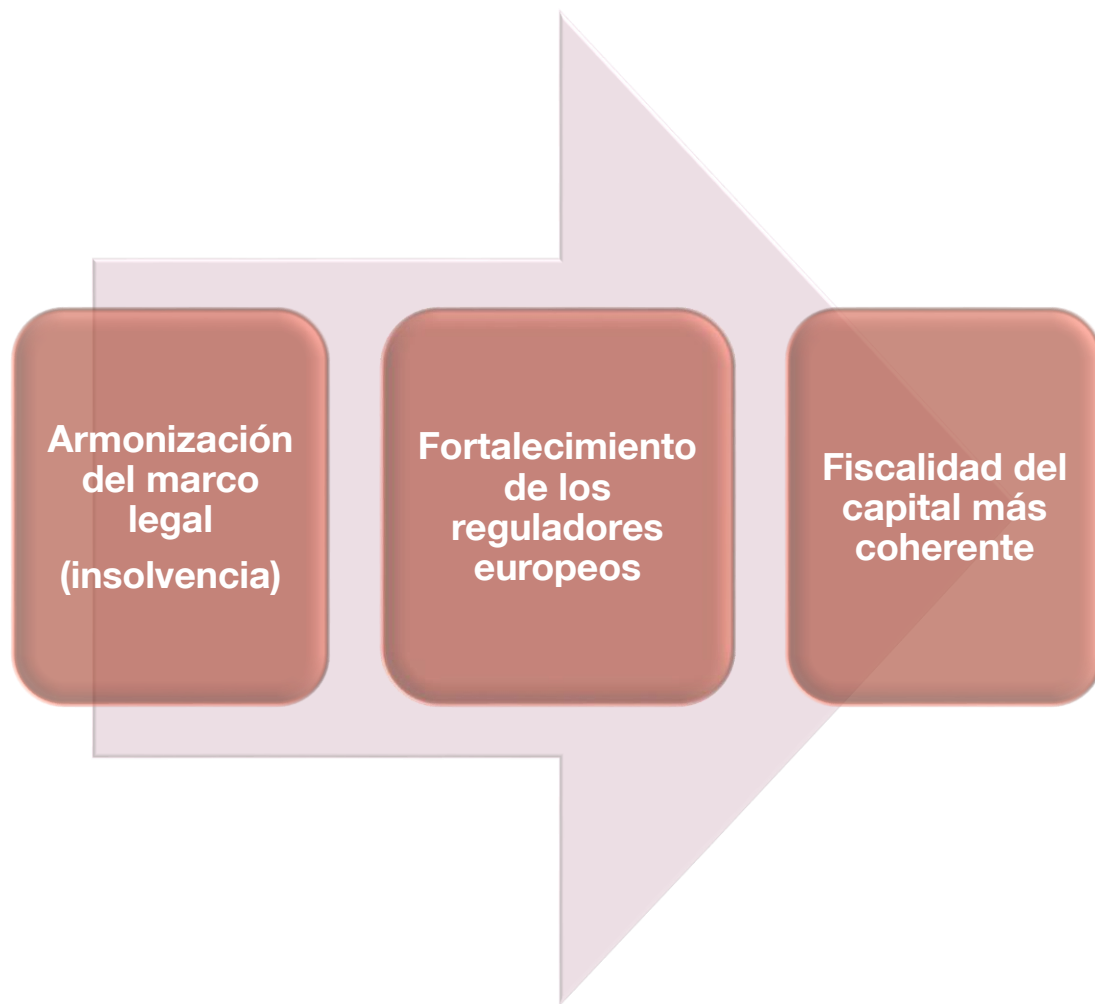 Armonización
del marco
legal
(insolvencia)
Fortalecimiento
de los
reguladores
europeos
Fiscalidad del
capital más
coherente